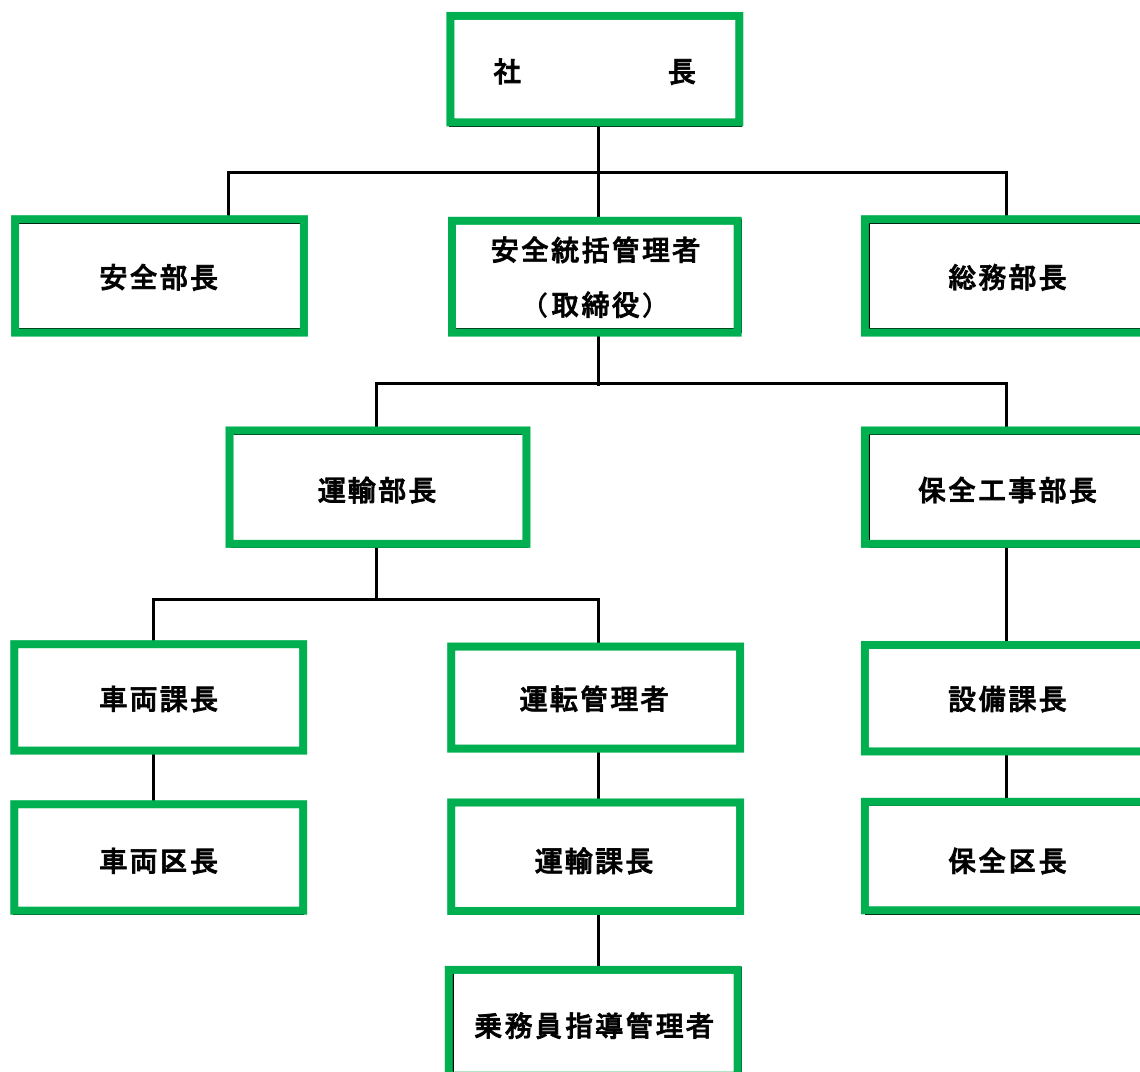 社　　　　　長
安全部長
安全統括管理者
（取締役）
総務部長
運輸部長
保全工事部長
車両課長
運転管理者
設備課長
車両区長
運輸課長
保全区長
乗務員指導管理者